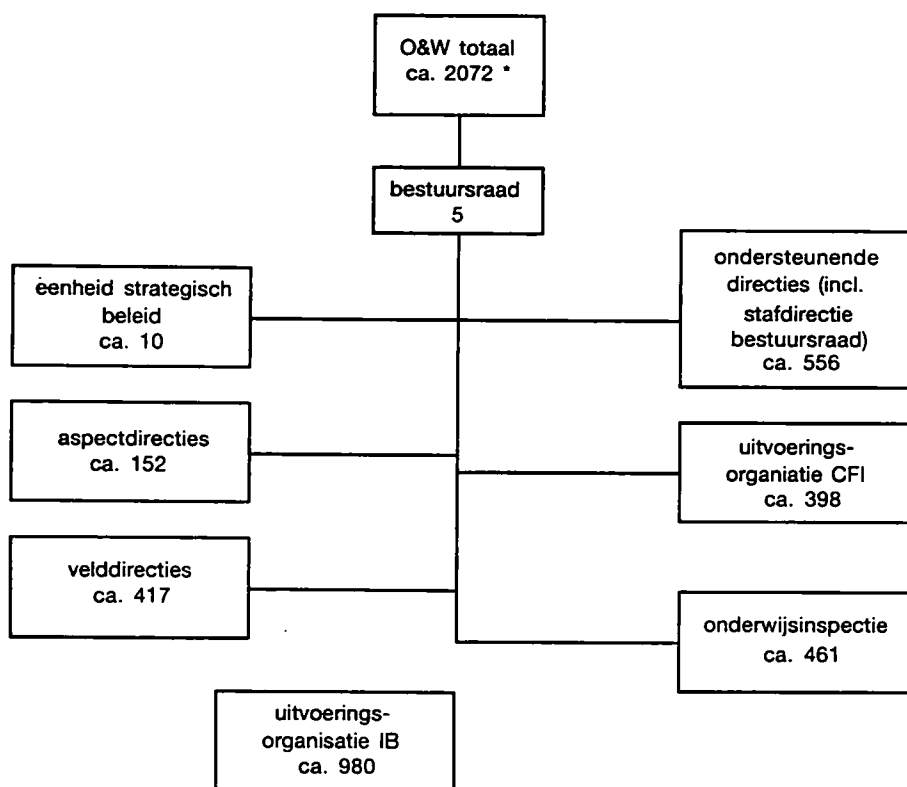 O&W totaal
ca. 2072 *
bestuursraad
5
eenheid strategisch
beleid
ca. 10
ondersteunende
directies (incl.
stafdirectie
bestuursraad)
ca. 556
aspectdirecties
ca. 152
uitvoerings-
organiatie CFI
ca. 398
velddirecties
ca. 417
onderwijsinspectie
ca. 461
uitvoerings-
organisatie IB
ca. 980